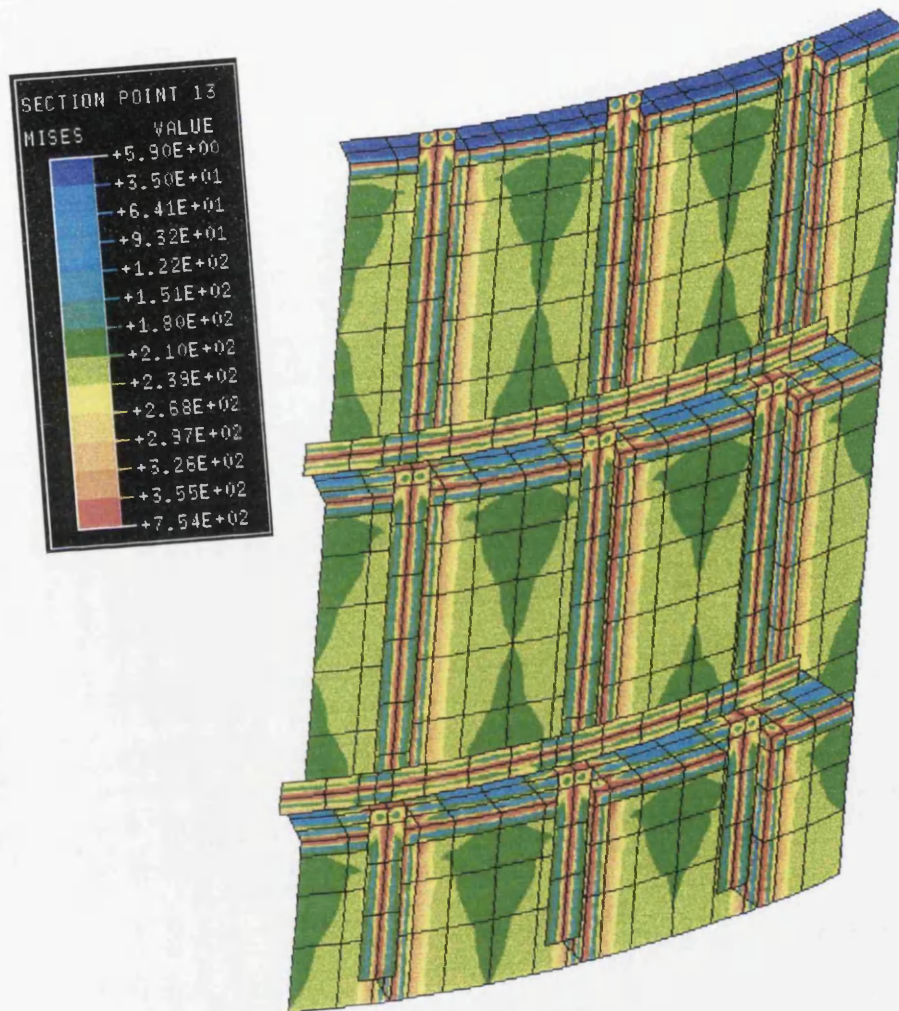 SECTION POINT 13
MISES VALUE
+5.90E+00
+3.50E+01
+6.41E+01
+9.32E+01
+1.22E+02
+1.51E+02
+1.80E+02
+2.10E+02
+2.39E+02
+2.68E+02
+2.97E+02
+3.26E+02
+3.55E+02
+7.54E+02